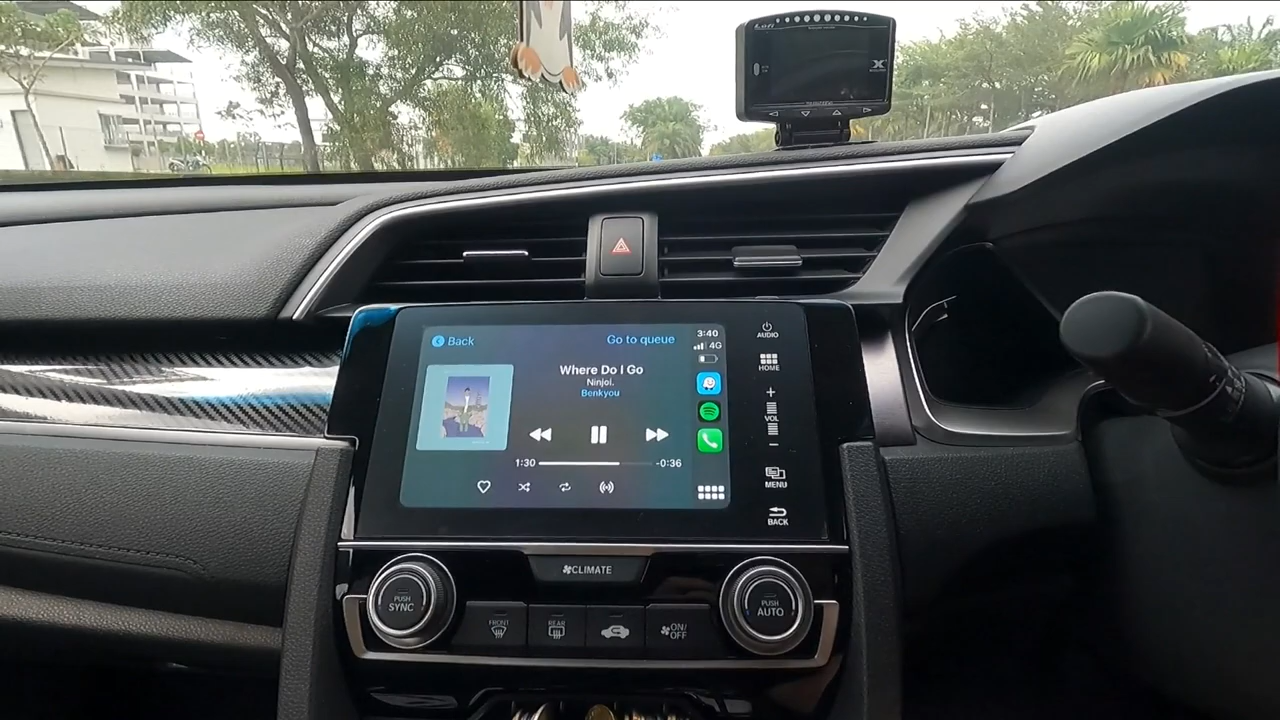 Back
Go to queue
3:40
4G
Where Do I Go
Ninjoi.
Benkyou
1:30
-0:36
AUDIO
HOME
+
VOL
−
MENU
BACK
CLIMATE
PUSH
SYNC
FRONT
REAR
ON/
OFF
PUSH
AUTO